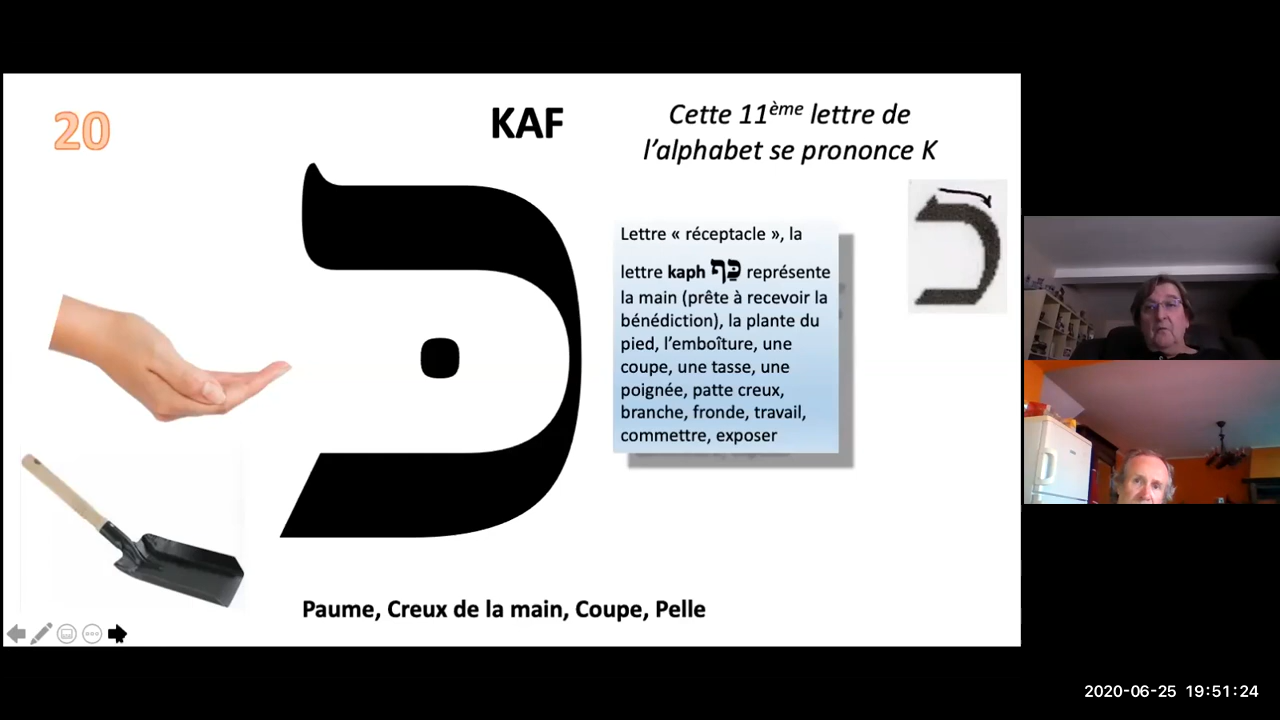 20
KAF
Cette 11ème lettre de
l’alphabet se prononce K
כּ
כ
Lettre « réceptacle », la
lettre kaph כַּף représente
la main (prête à recevoir la
bénédiction), la plante du
pied, l’emboîture, une
coupe, une tasse, une
poignée, patte creux,
branche, fronde, travail,
commettre, exposer
Paume, Creux de la main, Coupe, Pelle
2020-06-25 19:51:24